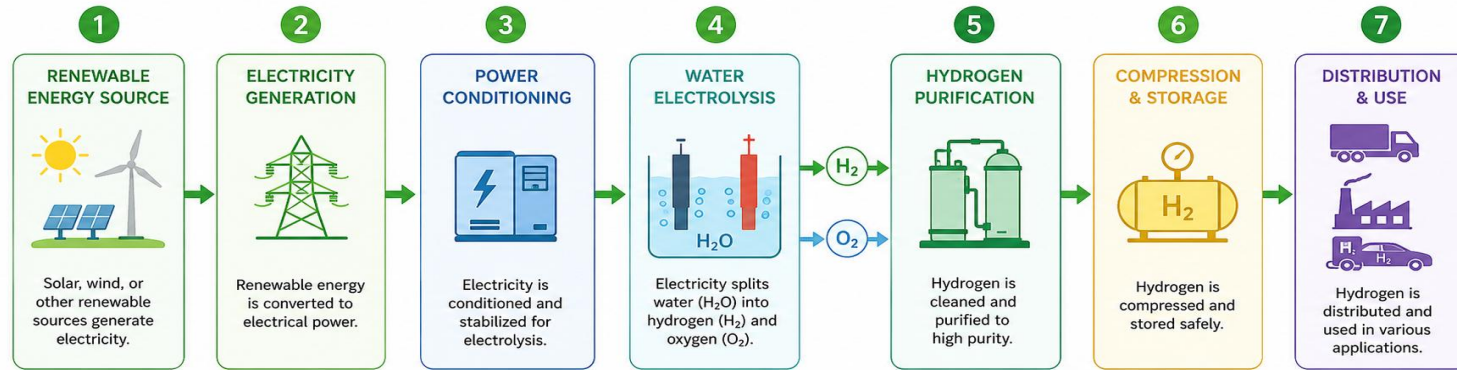 1
RENEWABLE
ENERGY SOURCE
Solar, wind, or
other renewable
sources generate
electricity.
2
ELECTRICITY
GENERATION
Renewable energy
is converted to
electrical power.
3
POWER
CONDITIONING
Electricity is
conditioned and
stabilized for
electrolysis.
4
WATER
ELECTROLYSIS
− +
H₂O
Electricity splits
water (H₂O) into
hydrogen (H₂) and
oxygen (O₂).
H₂
O₂
5
HYDROGEN
PURIFICATION
Hydrogen is
cleaned and
purified to
high purity.
6
COMPRESSION
& STORAGE
H₂
Hydrogen is
compressed and
stored safely.
7
DISTRIBUTION
& USE
H₂
H₂
Hydrogen is
distributed and
used in various
applications.